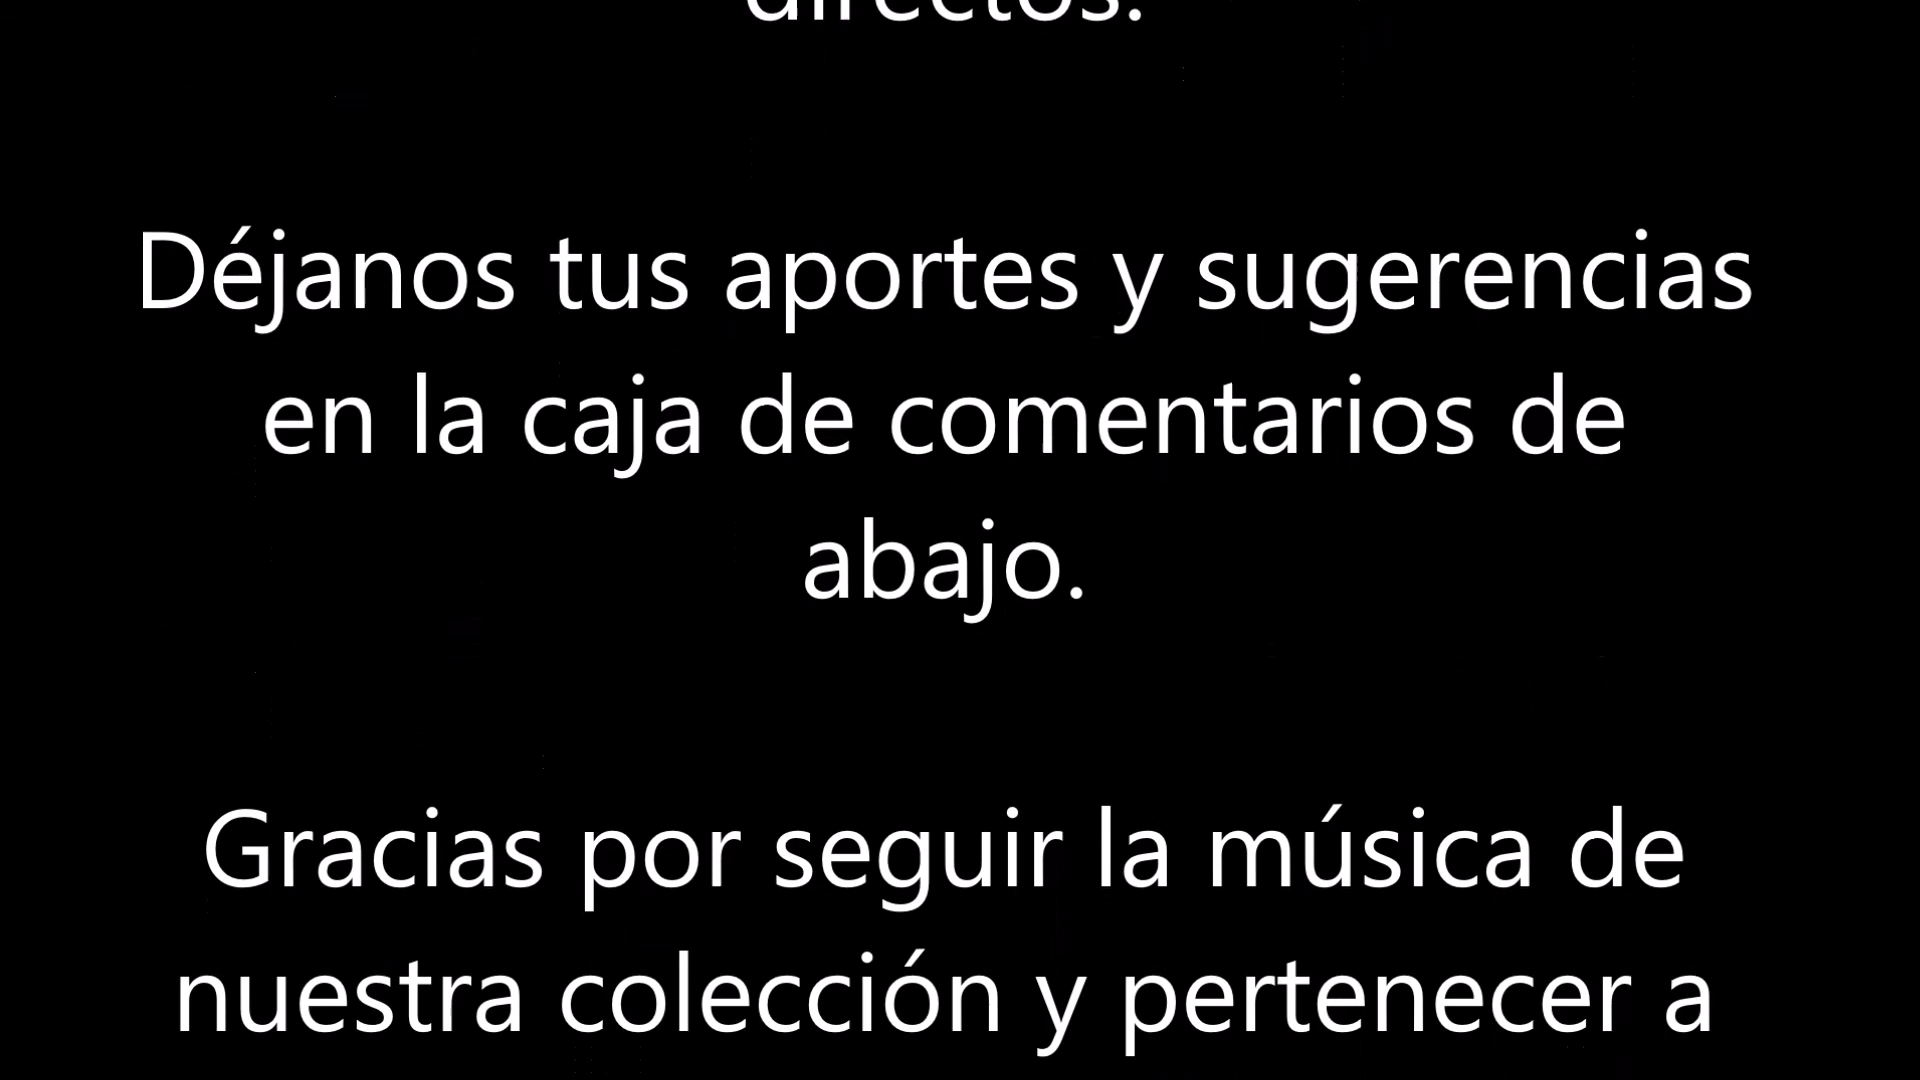 directos.
Déjanos tus aportes y sugerencias
en la caja de comentarios de
abajo.
Gracias por seguir la música de
nuestra colección y pertenecer a